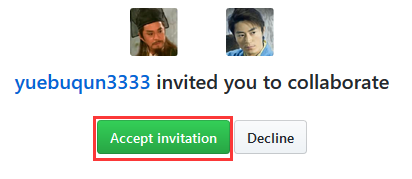 yuebuqun3333 invited you to collaborate
Accept invitation Decline